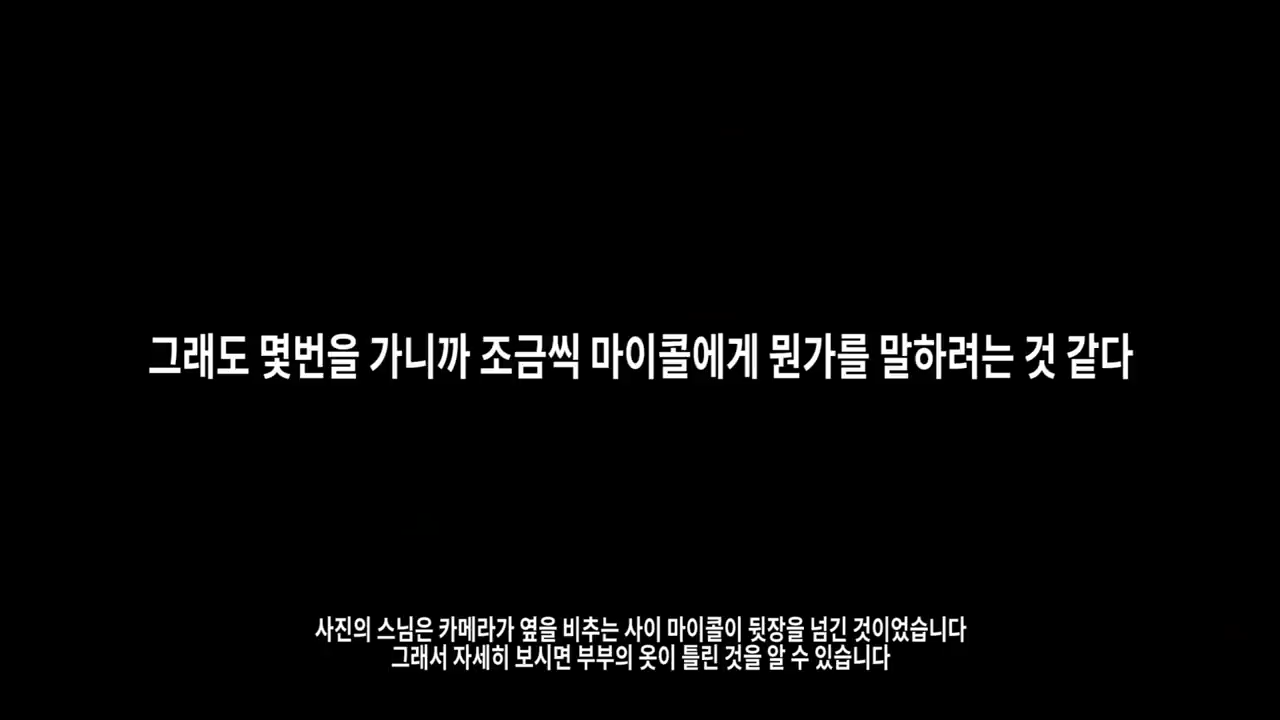 그래도 몇번을 가니까 조금씩 마이콜에게 뭔가를 말하려는 것 같다
사진의 스님은 카메라가 옆을 비추는 사이 마이콜이 뒷장을 넘긴 것이었습니다
그래서 자세히 보시면 부부의 옷이 틀린 것을 알 수 있습니다